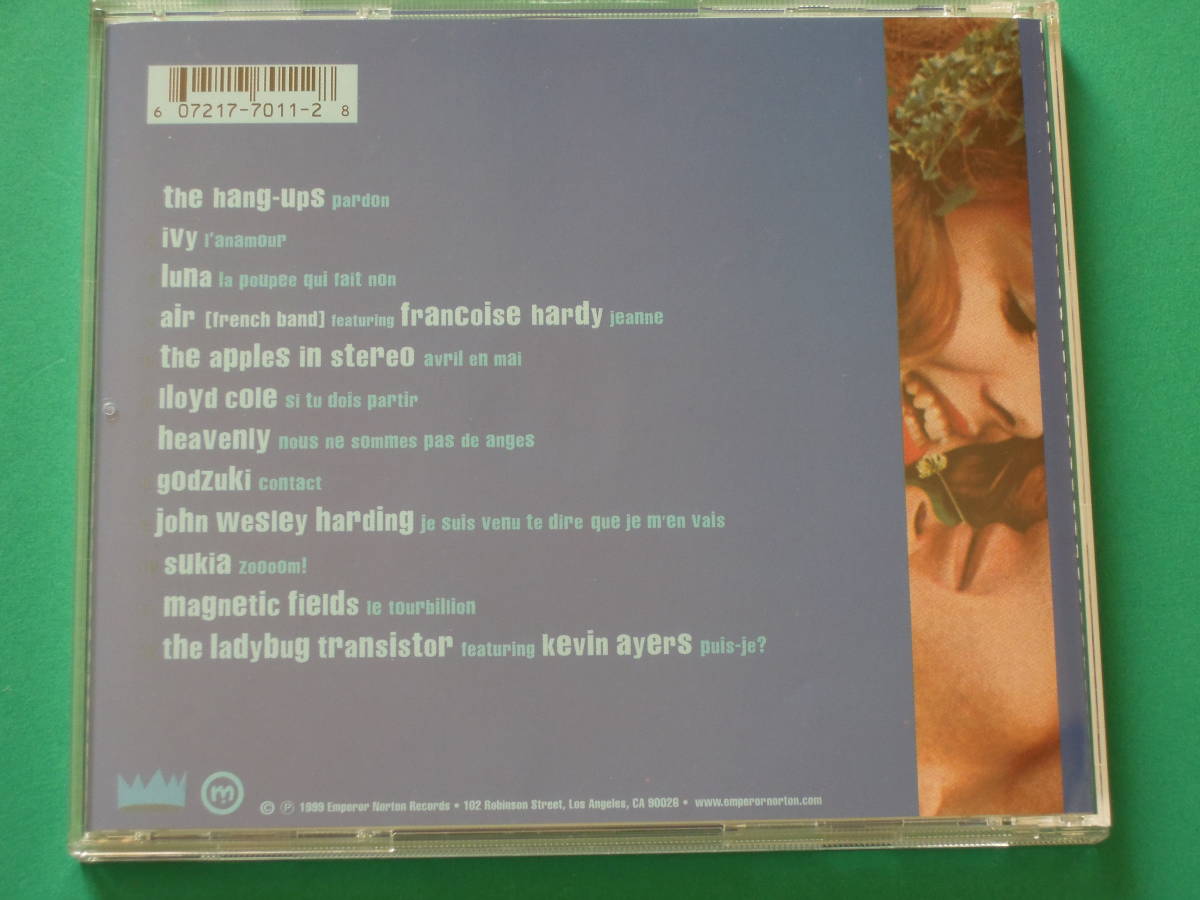 6 07217-7011-2 8
the hang-ups pardon
ivy l'anamour
luna la poupee qui fait non
air [french band] featuring francoise hardy jeanne
the apples in stereo avril en mai
lloyd cole si tu dois partir
heavenly nous ne sommes pas de anges
godzuki contact
john wesley harding je suis venu te dire que je m'en vais
sukia zoooom!
magnetic fields le tourbillion
the ladybug transistor featuring kevin ayers puis-je?
m
© ℗ 1999 Emperor Norton Records • 102 Robinson Street, Los Angeles, CA 90026 • www.emperornorton.com